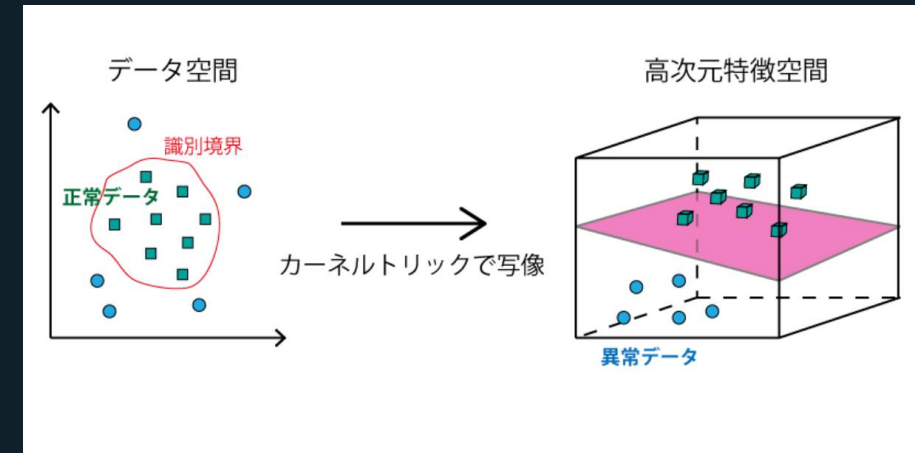 データ空間
高次元特徴空間
識別境界
正常データ
カーネルトリックで写像
異常データ